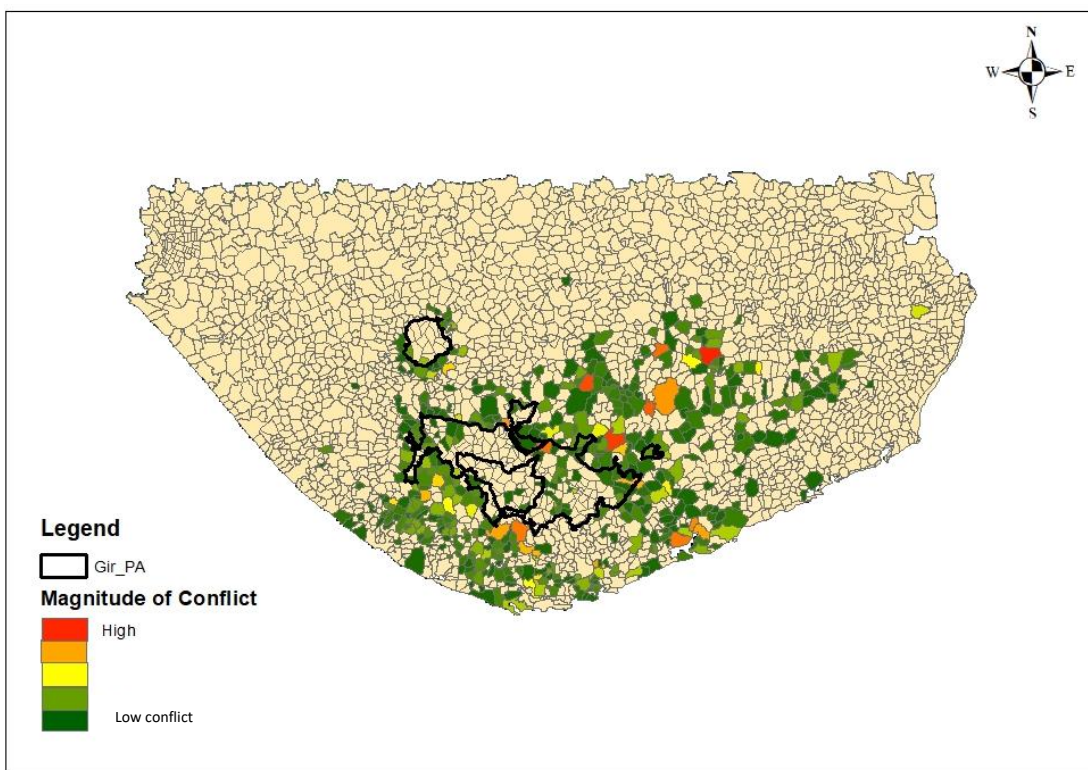 N
W E
S
Legend
Gir_PA
Magnitude of Conflict
High
Low conflict